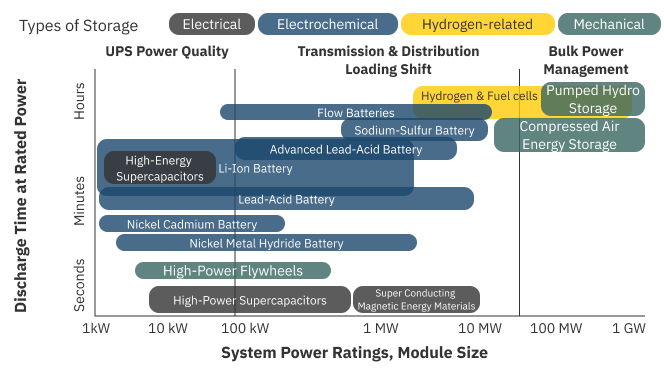 Types of Storage
Electrical
Electrochemical
Hydrogen-related
Mechanical
UPS Power Quality
Transmission & Distribution
Loading Shift
Bulk Power
Management
Discharge Time at Rated Power
Hours
Minutes
Seconds
Hydrogen & Fuel cells
Pumped Hydro
Storage
Flow Batteries
Sodium-Sulfur Battery
Compressed Air
Energy Storage
Advanced Lead-Acid Battery
High-Energy
Supercapacitors
Li-Ion Battery
Lead-Acid Battery
Nickel Cadmium Battery
Nickel Metal Hydride Battery
High-Power Flywheels
High-Power Supercapacitors
Super Conducting
Magnetic Energy Materials
1kW
10 kW
100 kW
1 MW
10 MW
100 MW
1 GW
System Power Ratings, Module Size